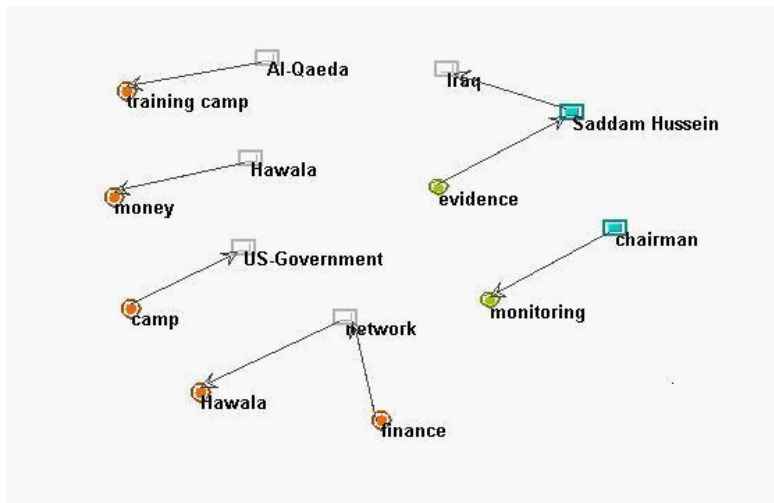 Al-Qaeda
Iraq
training camp
Saddam Hussein
Hawala
evidence
money
chairman
US-Government
monitoring
camp
network
Hawala
finance